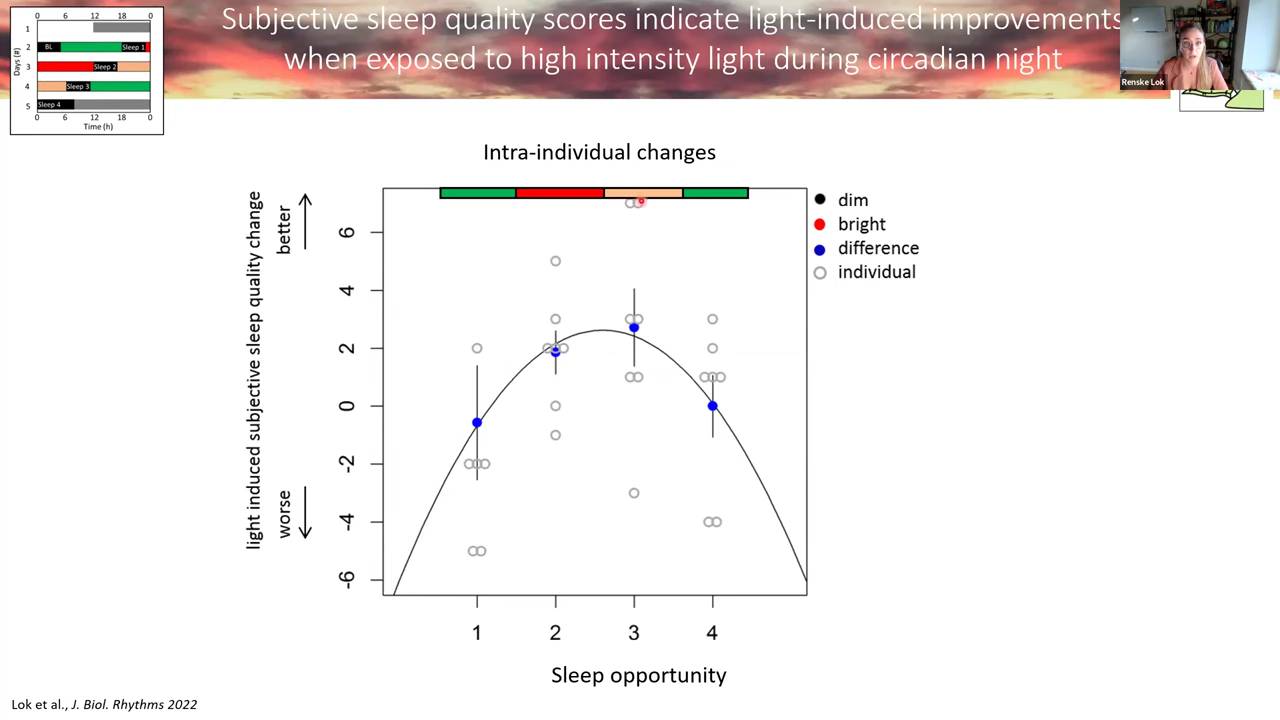 Subjective sleep quality scores indicate light-induced improvements
when exposed to high intensity light during circadian night
Renske Lok
0 6 12 18 0
Days (#)
1
2 BL Sleep 1
3 Sleep 2
4 Sleep 3
5 Sleep 4
0 6 12 18 0
Time (h)
Intra-individual changes
light induced subjective sleep quality change
better
worse
6
4
2
0
-2
-4
-6
1 2 3 4
Sleep opportunity
dim
bright
difference
individual
Lok et al., J. Biol. Rhythms 2022